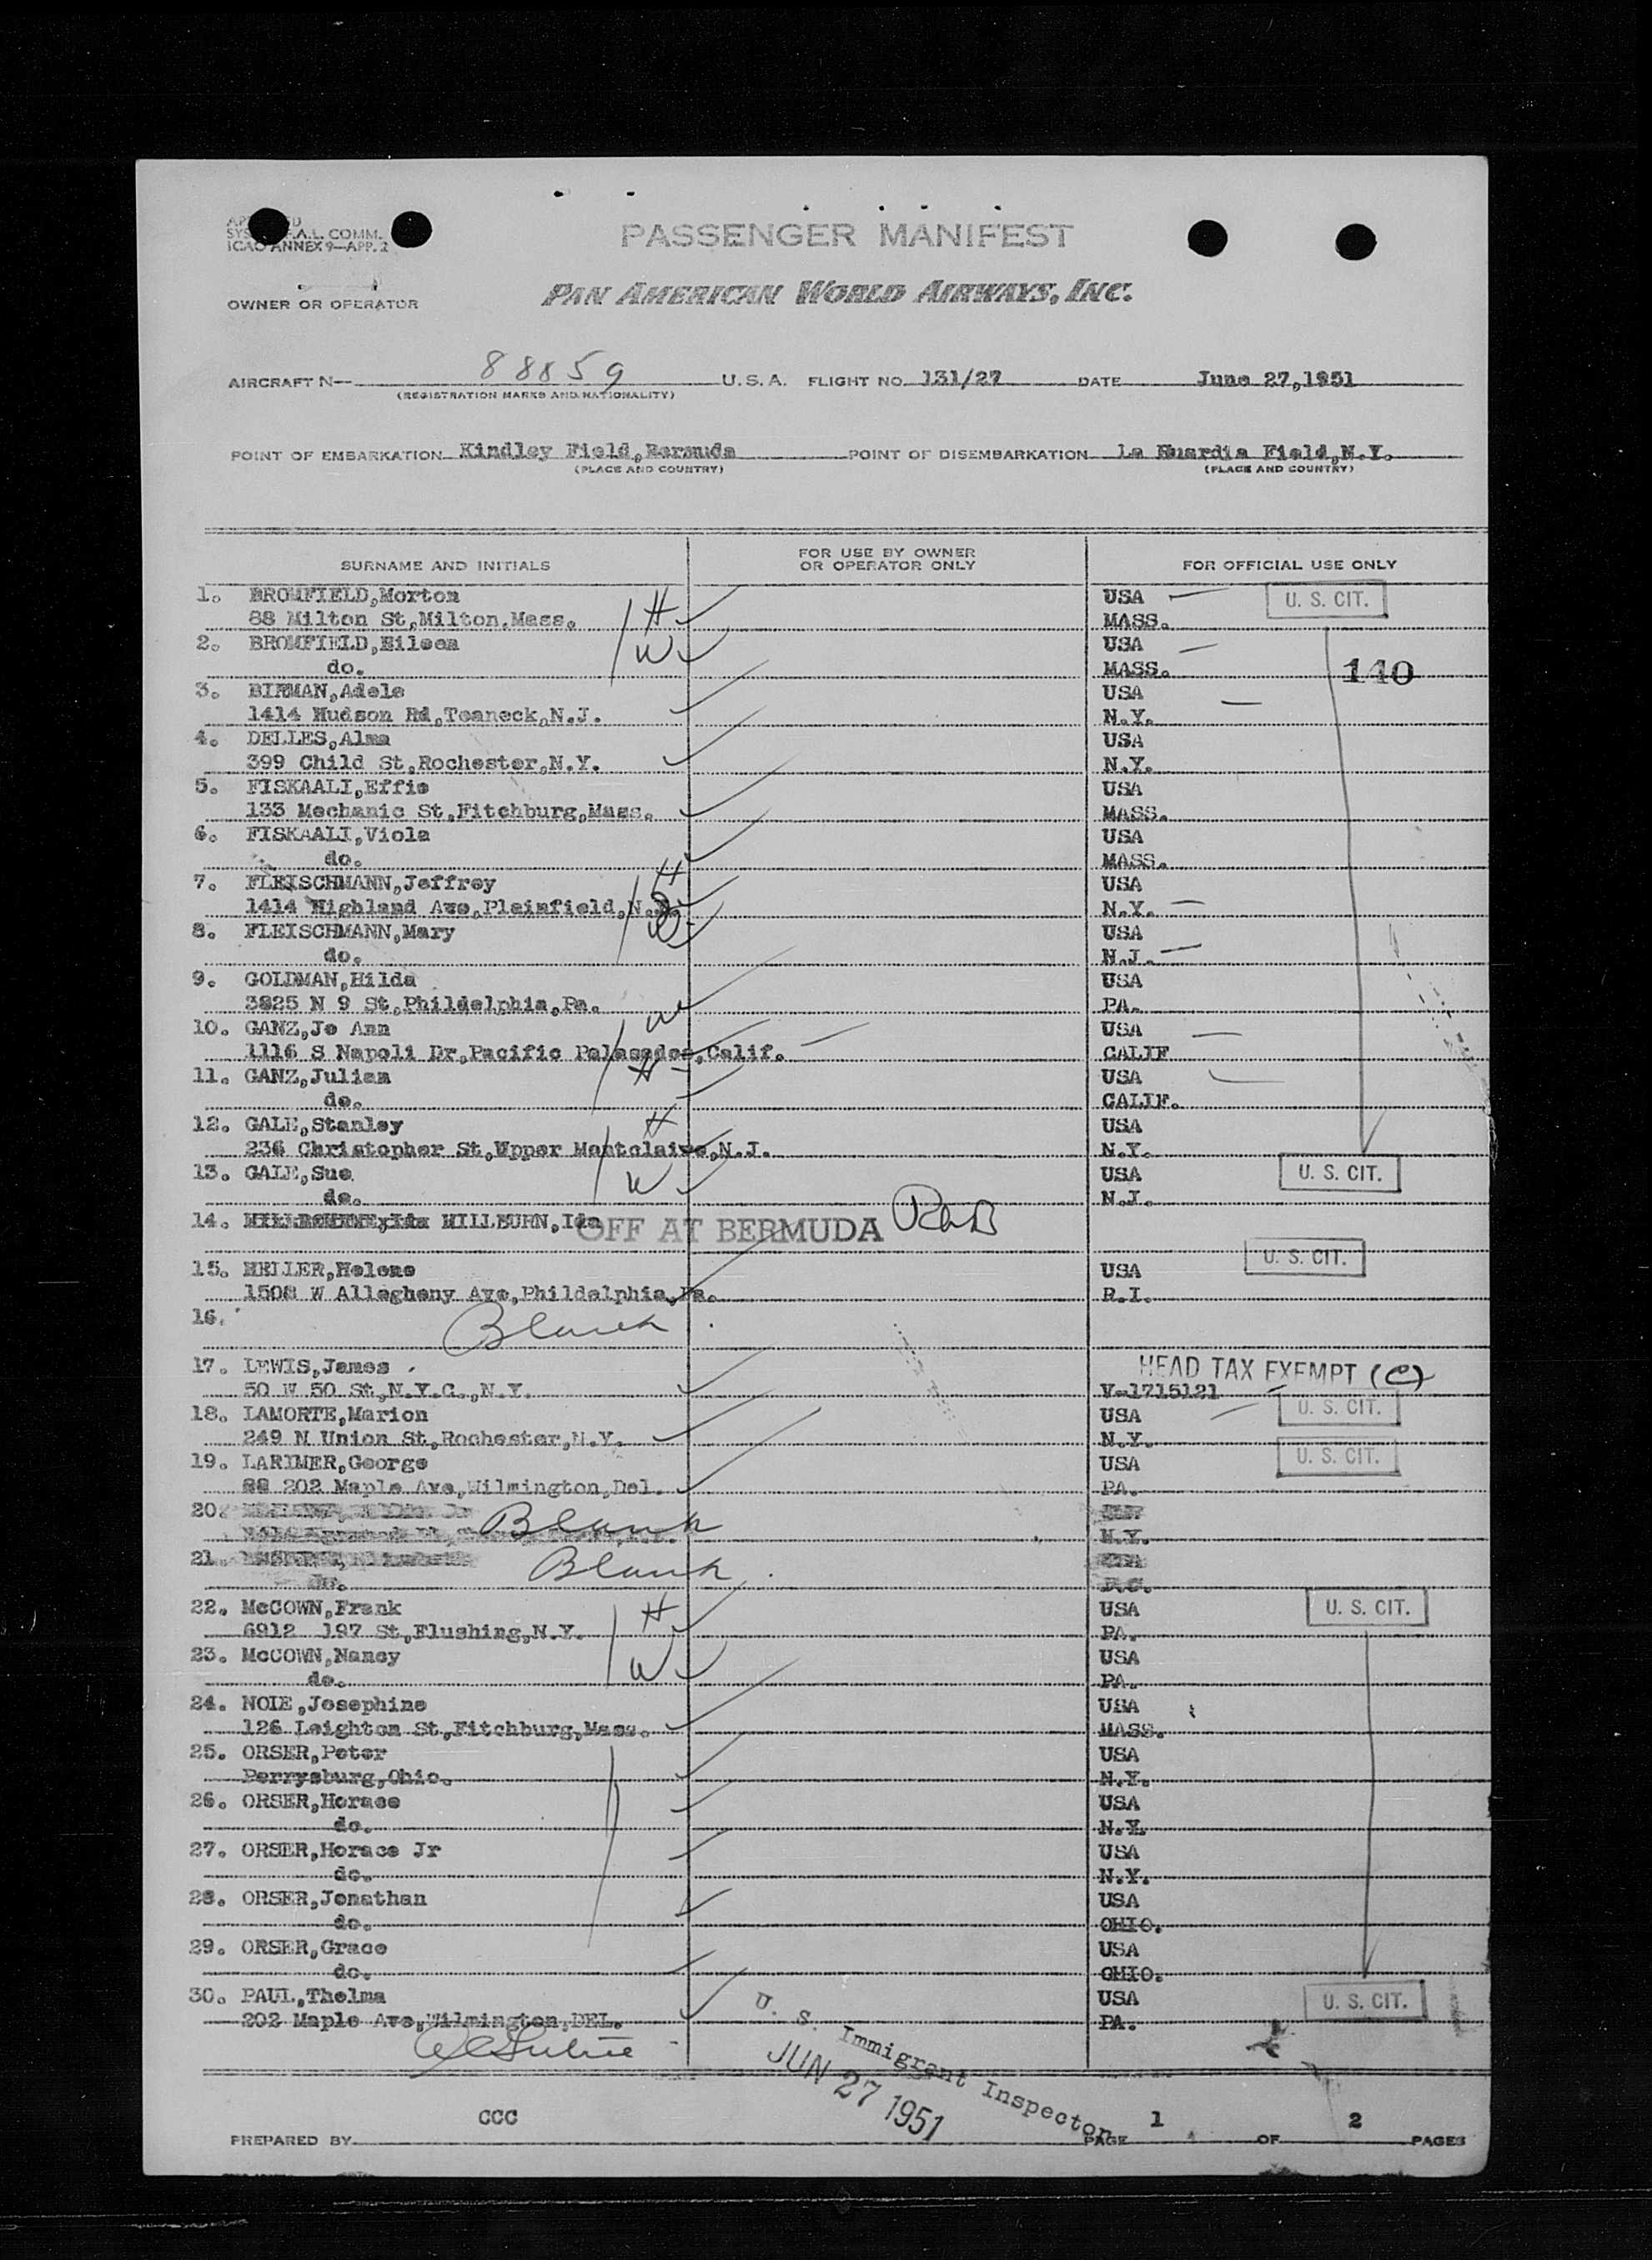 SYS F.A.L. COMM.
ICAO ANNEX 9—APP. 2
PASSENGER MANIFEST
OWNER OR OPERATOR PAN AMERICAN WORLD AIRWAYS, INC.
AIRCRAFT N— 88859 U.S.A. FLIGHT NO. 131/27 DATE June 27,1951
(REGISTRATION MARKS AND NATIONALITY)
POINT OF EMBARKATION Kindley Field,Bermuda POINT OF DISEMBARKATION La Guardia Field,N.Y.
(PLACE AND COUNTRY) (PLACE AND COUNTRY)
SURNAME AND INITIALS FOR USE BY OWNER OR OPERATOR ONLY FOR OFFICIAL USE ONLY
1. BROMFIELD,Morton USA U. S. CIT.
88 Milton St,Milton,Mass. H MASS.
2. BROMFIELD,Eileen W USA
do. MASS. 140
3. BIRMAN,Adele USA
1414 Hudson Rd,Teaneck,N.J. N.Y.
4. DELLES,Alma USA
399 Child St,Rochester,N.Y. N.Y.
5. FISKAALI,Effie USA
133 Mechanic St,Fitchburg,Mass. MASS.
6. FISKAALI,Viola USA
do. MASS.
7. FLEISCHMANN,Jeffrey H USA
1414 Highland Ave,Plainfield,N.J. N.Y.
8. FLEISCHMANN,Mary W USA
do. N.J.
9. GOLDMAN,Hilda USA
3825 N 9 St,Phildelphia,Pa. PA.
10. GANZ,Jo Ann W USA
1116 S Napoli Dr,Pacific Palasades,Calif. CALIF
11. GANZ,Julian H USA
do. CALIF.
12. GALE,Stanley H USA
236 Christopher St,Upper Montclaire,N.J. N.Y.
13. GALE,Sue W USA U. S. CIT.
do. N.J.
14. MILLBURN,Ida OFF AT BERMUDA
U. S. CIT.
15. HELLER,Helene USA
1508 W Allegheny Ave,Phildalphia,Pa. R.I.
16. Blank
17. LEWIS,James HEAD TAX EXEMPT (C)
50 W 50 St,N.Y.C.,N.Y. V-1715121
18. LAMORTE,Marion USA U. S. CIT.
249 N Union St,Rochester,N.Y. N.Y.
19. LARIMER,George USA U. S. CIT.
202 Maple Ave,Wilmington,Del. PA.
20. Blank
N.Y.
21. Blank
do.
22. McCOWN,Frank H USA U. S. CIT.
6912 197 St,Flushing,N.Y. PA.
23. McCOWN,Nancy W USA
do. PA.
24. NOIE,Josephine USA
126 Leighton St,Fitchburg,Mass. MASS.
25. ORSER,Peter USA
Perrysburg,Ohio. N.Y.
26. ORSER,Horace USA
do. N.Y.
27. ORSER,Horace Jr USA
do. N.Y.
28. ORSER,Jonathan USA
do. OHIO.
29. ORSER,Grace USA
do. OHIO.
30. PAUL,Thelma USA U. S. CIT.
202 Maple Ave,Wilmington,DEL. PA.
U. S. Immigrant Inspector
JUN 27 1951
PREPARED BY CCC PAGE 1 OF 2 PAGES